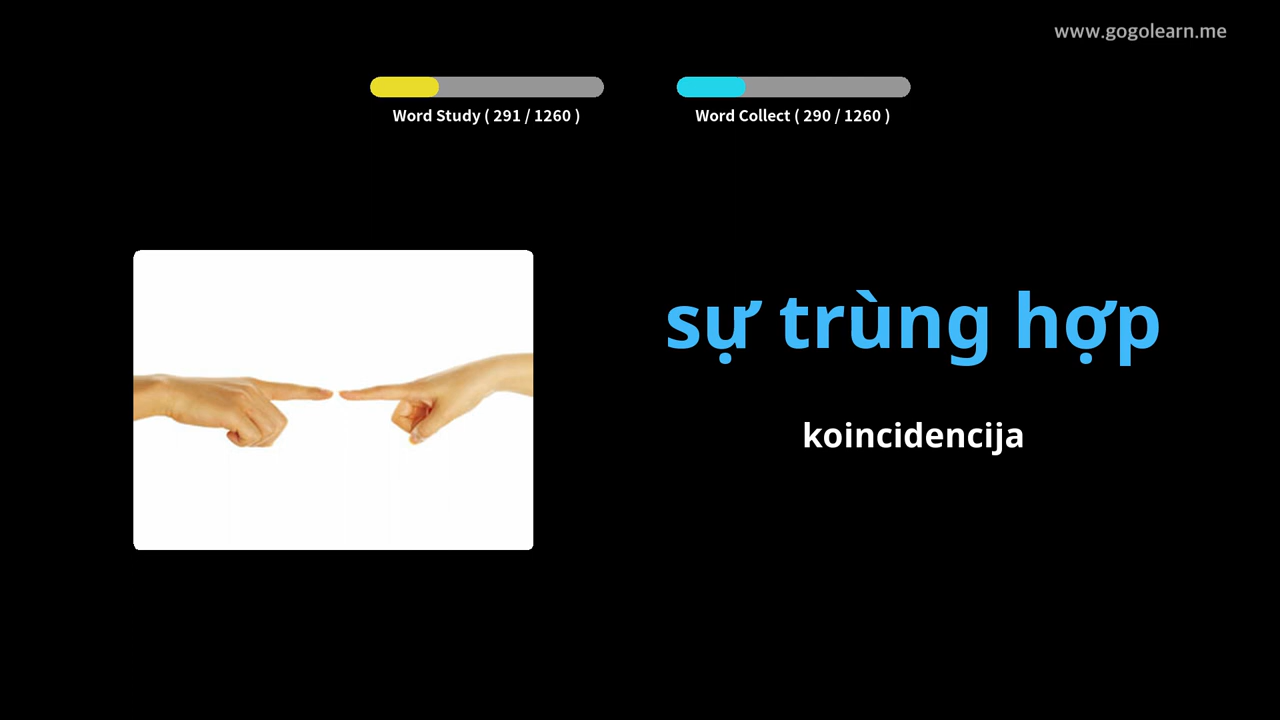 www.gogolearn.me
Word Study ( 291 / 1260 )
Word Collect ( 290 / 1260 )
sự trùng hợp
koincidencija